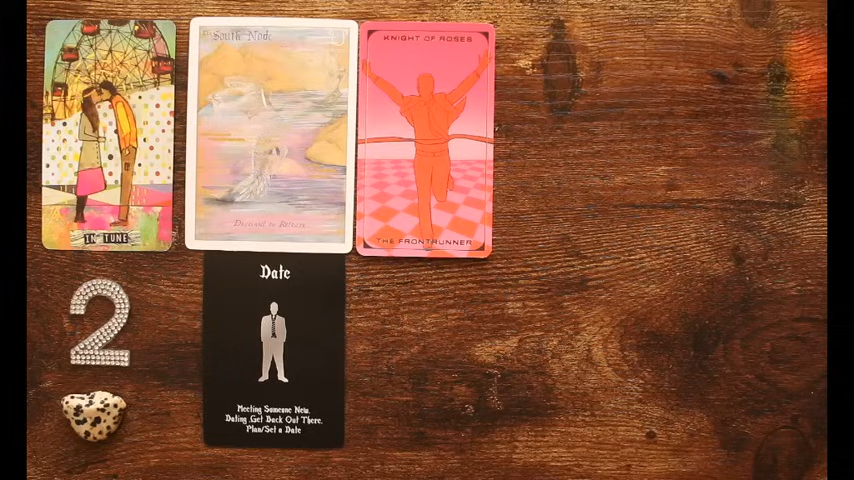 IN TUNE
South Node
Descent to Release
KNIGHT OF ROSES
THE FRONTRUNNER
2
Date
Meeting Someone New,
Dating, Get Back Out There,
Plan/Set a Date